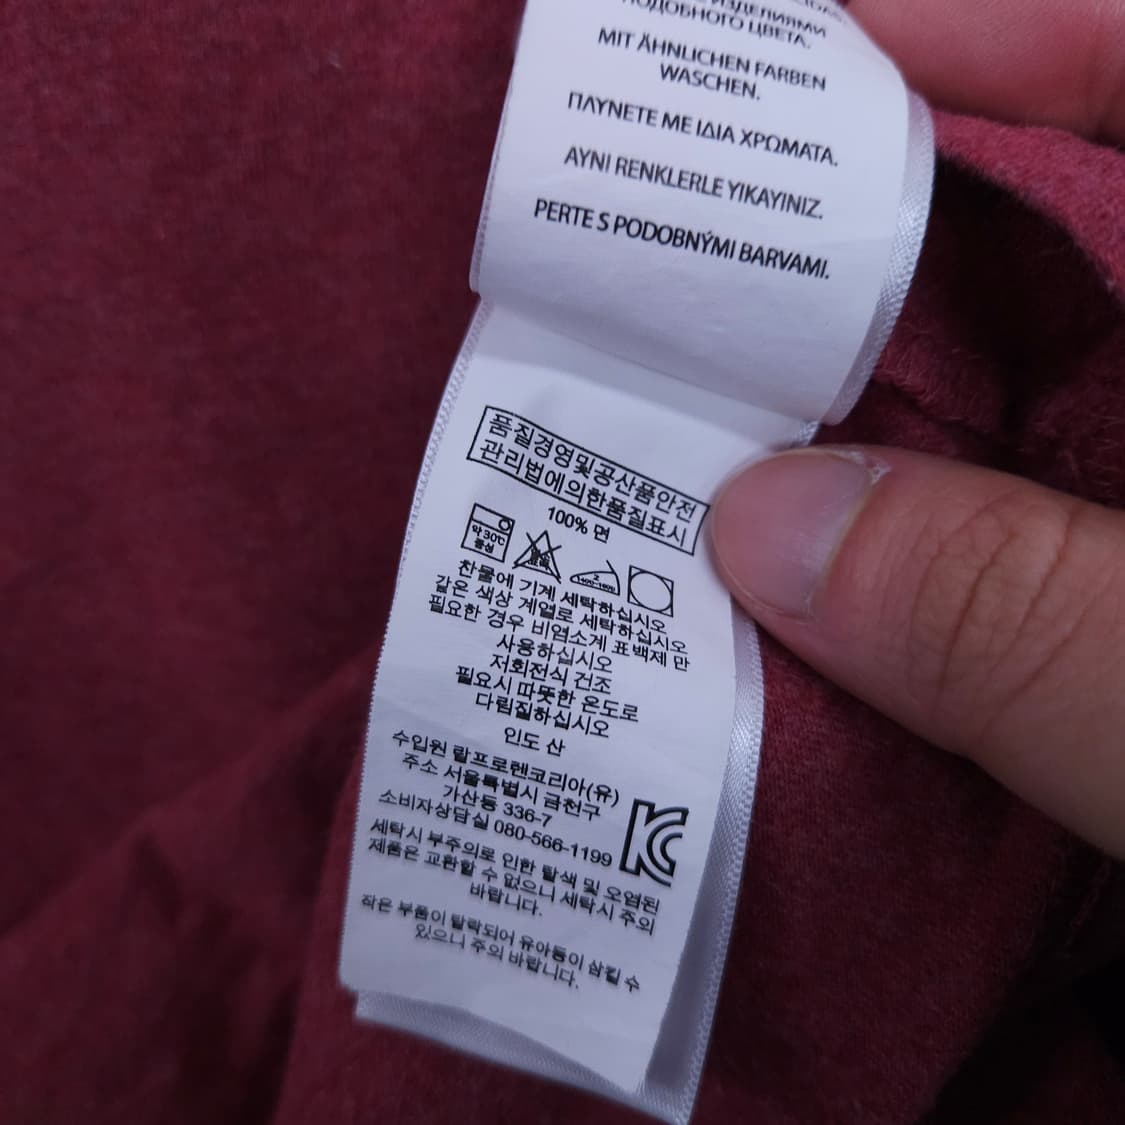 ИЗДЕЛИЯМИ
ПОДОБНОГО ЦВЕТА.
MIT ÄHNLICHEN FARBEN
WASCHEN.
ΠΛΥΝΕΤΕ ΜΕ ΙΔΙΑ ΧΡΩΜΑΤΑ.
AYNI RENKLERLE YIKAYINIZ.
PERTE S PODOBNÝMI BARVAMI.
품질경영및공산품안전
관리법에의한품질표시
100% 면
약 30℃
중성
찬물에 기계 세탁하십시오
같은 색상 계열로 세탁하십시오
필요한 경우 비염소계 표백제 만
사용하십시오
저회전식 건조
필요시 따뜻한 온도로
다림질하십시오
인도 산
수입원 랄프로렌코리아(유)
주소 서울특별시 금천구
가산동 336-7
소비자상담실 080-566-1199
세탁시 부주의로 인한 탈색 및 오염된
제품은 교환할 수 없으니 세탁시 주의
바랍니다.
작은 부품이 탈락되어 유아등이 삼킬 수
있으니 주의 바랍니다.